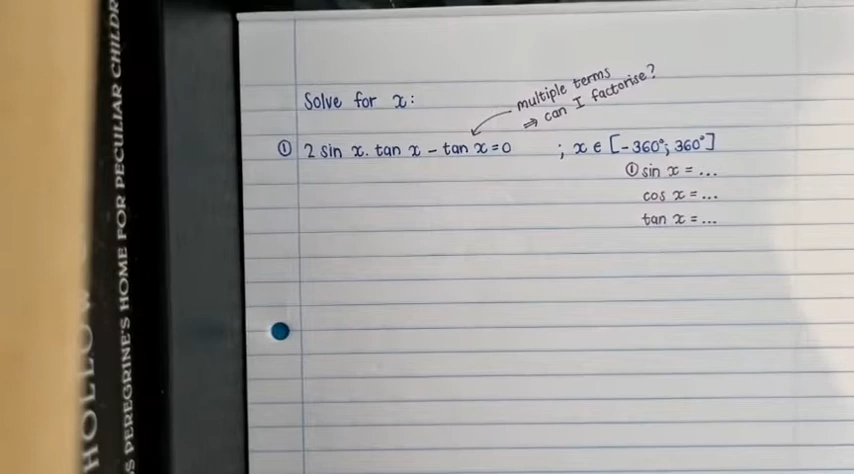 HOLLOW
S PEREGRINE'S HOME FOR PECULIAR CHILDR
Solve for x:
multiple terms
⇒ can I factorise?
① 2 sin x. tan x - tan x = 0 ; x ∈ [-360°; 360°]
① sin x = ...
cos x = ...
tan x = ...